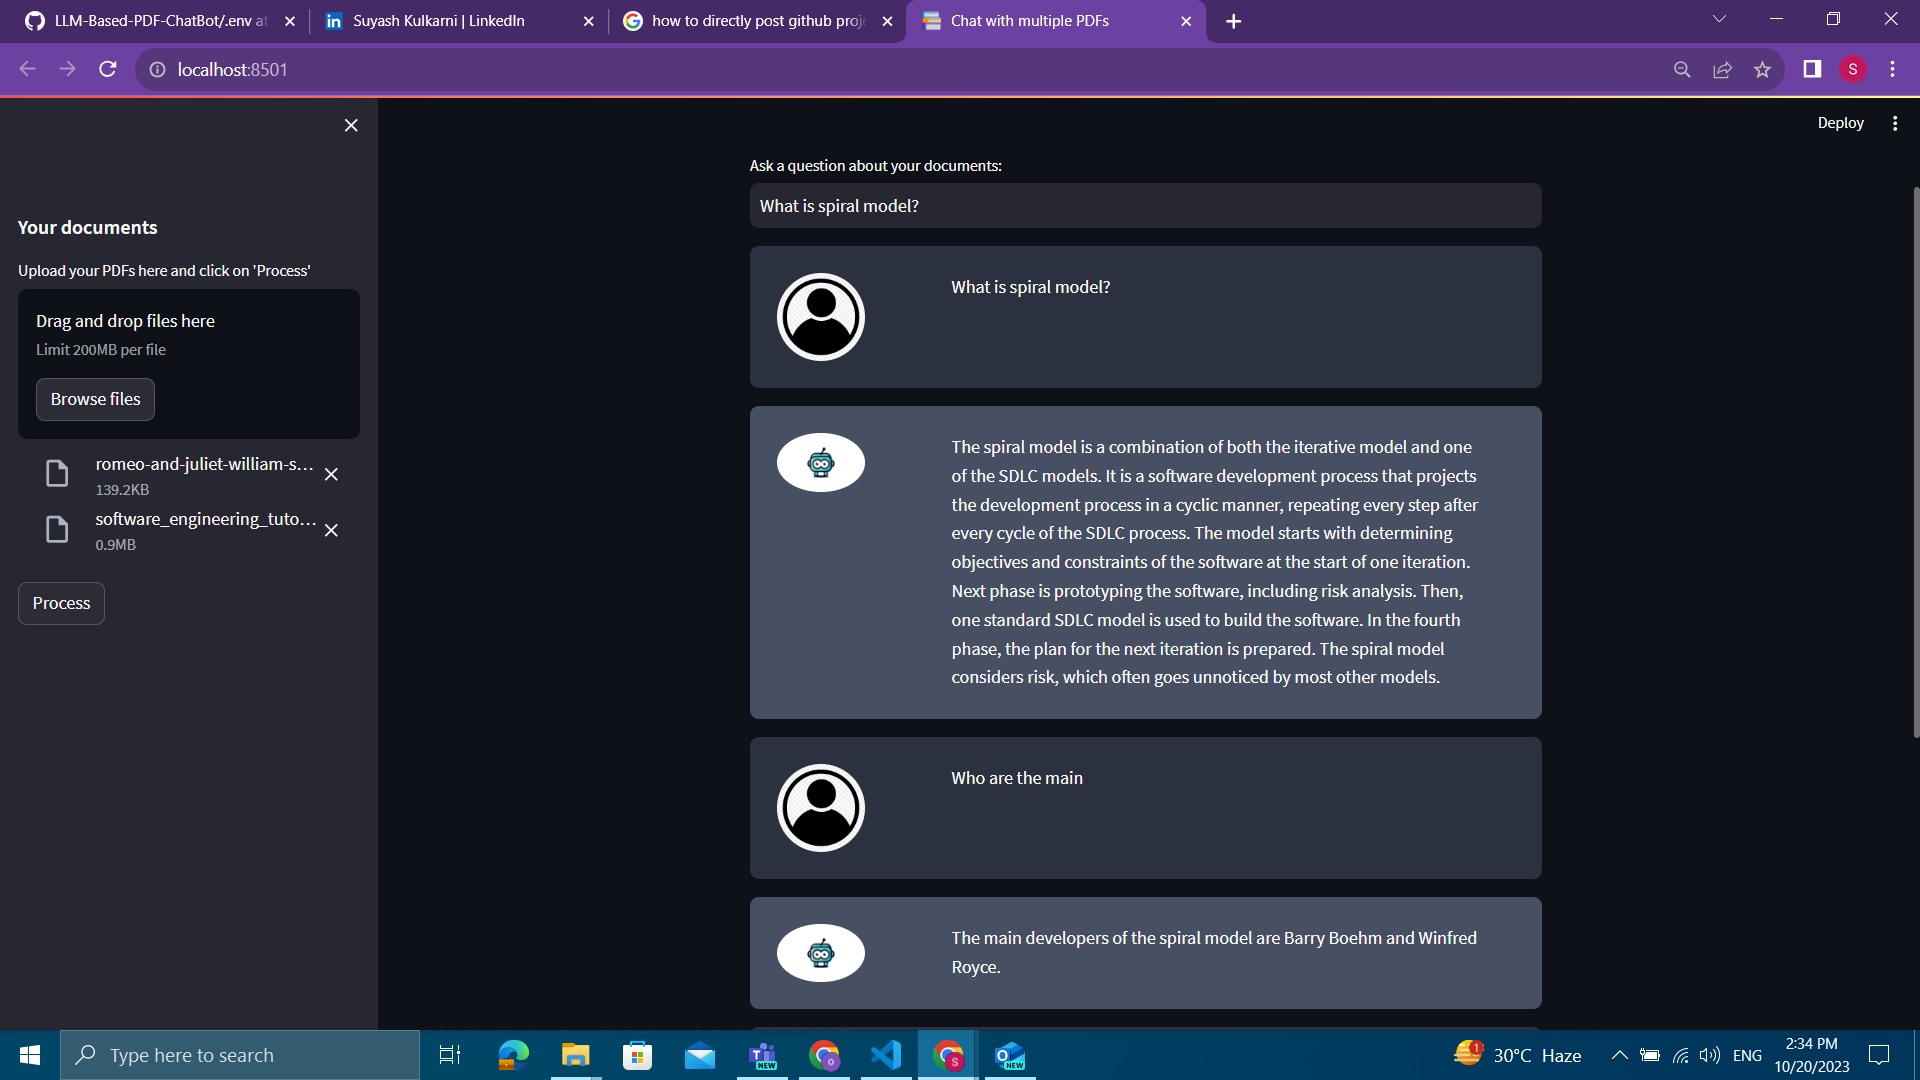 LLM-Based-PDF-ChatBot/.env at
Suyash Kulkarni | LinkedIn
how to directly post github proje
Chat with multiple PDFs
localhost:8501
S
Deploy
Your documents
Upload your PDFs here and click on 'Process'
Drag and drop files here
Limit 200MB per file
Browse files
romeo-and-juliet-william-s...
139.2KB
software_engineering_tuto...
0.9MB
Process
Ask a question about your documents:
What is spiral model?
What is spiral model?
The spiral model is a combination of both the iterative model and one
of the SDLC models. It is a software development process that projects
the development process in a cyclic manner, repeating every step after
every cycle of the SDLC process. The model starts with determining
objectives and constraints of the software at the start of one iteration.
Next phase is prototyping the software, including risk analysis. Then,
one standard SDLC model is used to build the software. In the fourth
phase, the plan for the next iteration is prepared. The spiral model
considers risk, which often goes unnoticed by most other models.
Who are the main
The main developers of the spiral model are Barry Boehm and Winfred
Royce.
Type here to search
NEW
NEW
1
30°C Haze
ENG
2:34 PM
10/20/2023